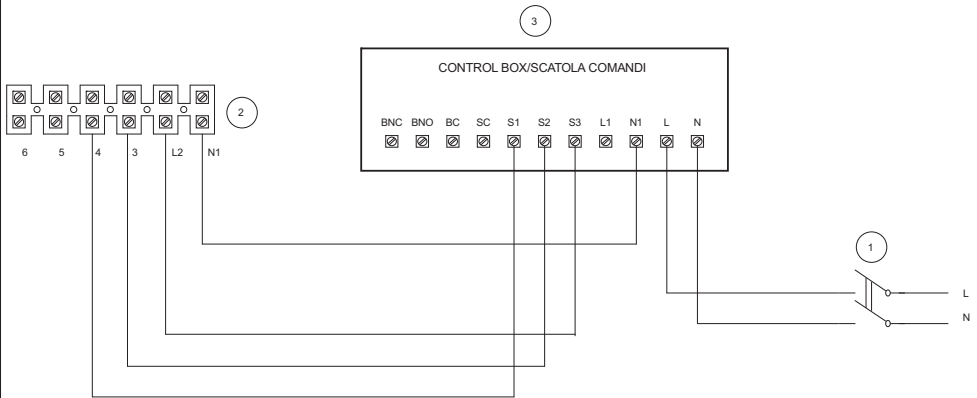 3
CONTROL BOX/SCATOLA COMANDI
2
BNC BNO BC SC S1 S2 S3 L1 N1 L N
6 5 4 3 L2 N1
1
L
N